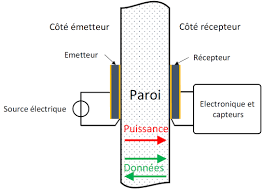 Côté émetteur
Côté récepteur
Emetteur
Récepteur
Paroi
Source électrique
Electronique et
capteurs
Puissance
Données